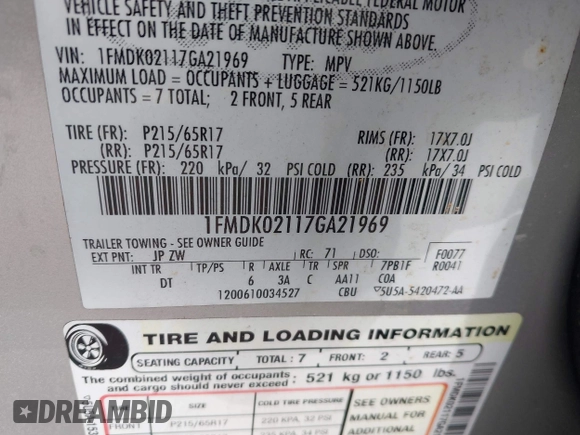 VEHICLE SAFETY AND THEFT PREVENTION STANDARDS
IN EFFECT ON THE DATE OF MANUFACTURE SHOWN ABOVE.
VIN: 1FMDK02117GA21969 TYPE: MPV
MAXIMUM LOAD = OCCUPANTS + LUGGAGE = 521KG/1150LB
OCCUPANTS = 7 TOTAL; 2 FRONT, 5 REAR
TIRE (FR): P215/65R17 RIMS (FR): 17X7.0J
(RR): P215/65R17 (RR): 17X7.0J
PRESSURE (FR): 220 kPa/ 32 PSI COLD (RR): 235 kPa/ 34 PSI COLD
1FMDK02117GA21969
TRAILER TOWING - SEE OWNER GUIDE
EXT PNT: JP ZW RC: 71 DSO: F0077
INT TR TP/PS R AXLE TR SPR 7PB1F R0041
DT 6 3A C AA11 C0A
1200610034527 CBU 5U5A-5420472-AA
TIRE AND LOADING INFORMATION
SEATING CAPACITY TOTAL: 7 FRONT: 2 REAR: 5
The combined weight of occupants
and cargo should never exceed : 521 kg or 1150 lbs.
SIZE COLD TIRE PRESSURE SEE OWNERS
MANUAL FOR
FRONT P215/65R17 220 KPA, 32 PSI ADDITIONAL
DREAMBID